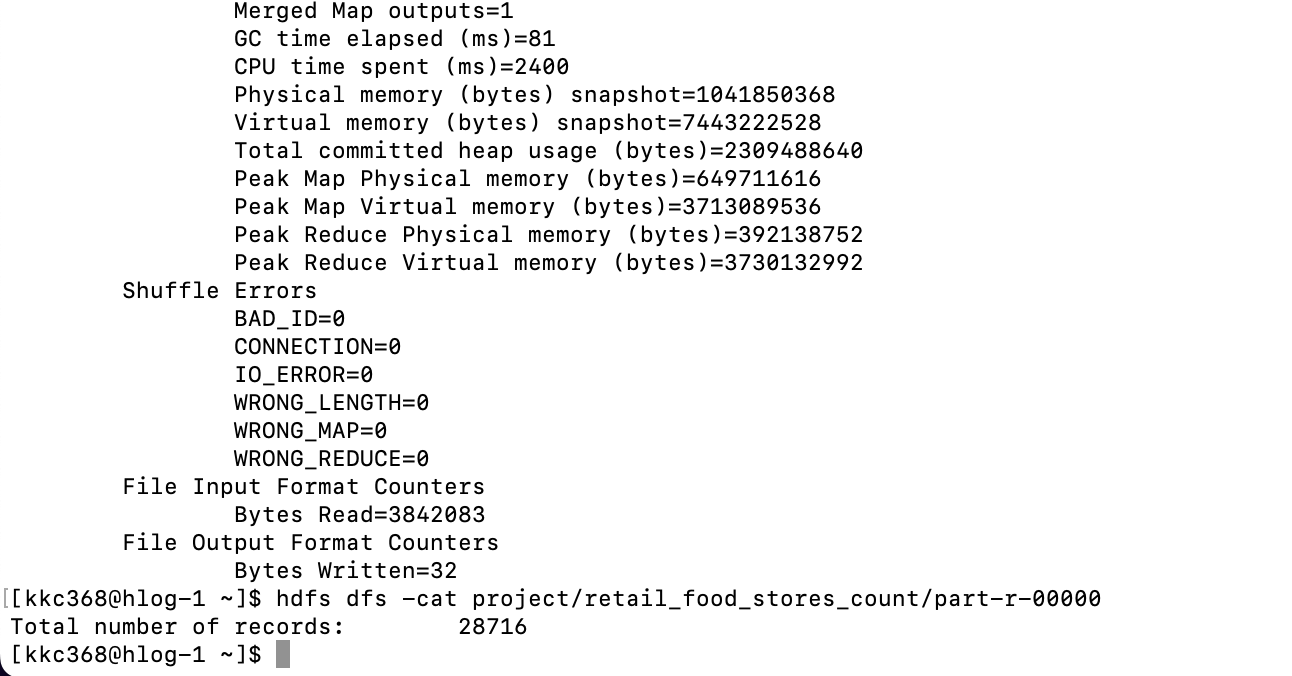 Merged Map outputs=1
GC time elapsed (ms)=81
CPU time spent (ms)=2400
Physical memory (bytes) snapshot=1041850368
Virtual memory (bytes) snapshot=7443222528
Total committed heap usage (bytes)=2309488640
Peak Map Physical memory (bytes)=649711616
Peak Map Virtual memory (bytes)=3713089536
Peak Reduce Physical memory (bytes)=392138752
Peak Reduce Virtual memory (bytes)=3730132992
Shuffle Errors
BAD_ID=0
CONNECTION=0
IO_ERROR=0
WRONG_LENGTH=0
WRONG_MAP=0
WRONG_REDUCE=0
File Input Format Counters
Bytes Read=3842083
File Output Format Counters
Bytes Written=32
[[kkc368@hlog-1 ~]$ hdfs dfs -cat project/retail_food_stores_count/part-r-00000
Total number of records: 28716
[kkc368@hlog-1 ~]$